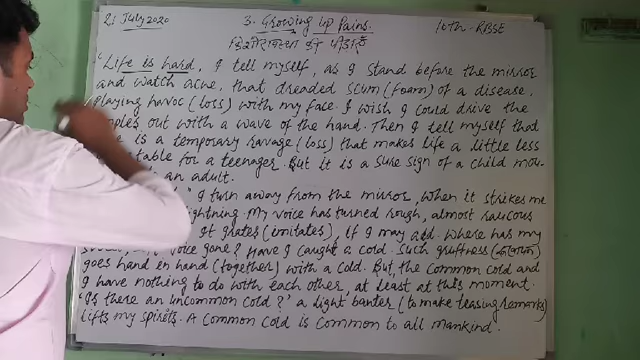 21 July 2020 3. Growing Up Pains. 10th-RBSE
किशोरावस्था की पीड़ाएँ
"Life is hard, I tell myself, as I stand before the mirror
and watch acne, that dreaded scum (foam) of a disease,
playing havoc (loss) with my face. I wish I could drive the
out with a wave of the hand. Then I tell myself that
is a temporary ravage (loss) that makes life a little less
for a teenager. But it is a sure sign of a child mou-
an adult.
I turn away from the mirror, when it strikes me
My voice has turned rough, almost raucous
It grates (imitates), If I may add. Where has my
voice gone? Have I caught a cold. Such gruffness
goes hand in hand (together) with a cold. But the common cold and
I have nothing to do with each other, at least at this moment.
"Is there an uncommon cold?" a light banter (to make teasing remarks)
lifts my spirits. A common cold is common to all mankind.